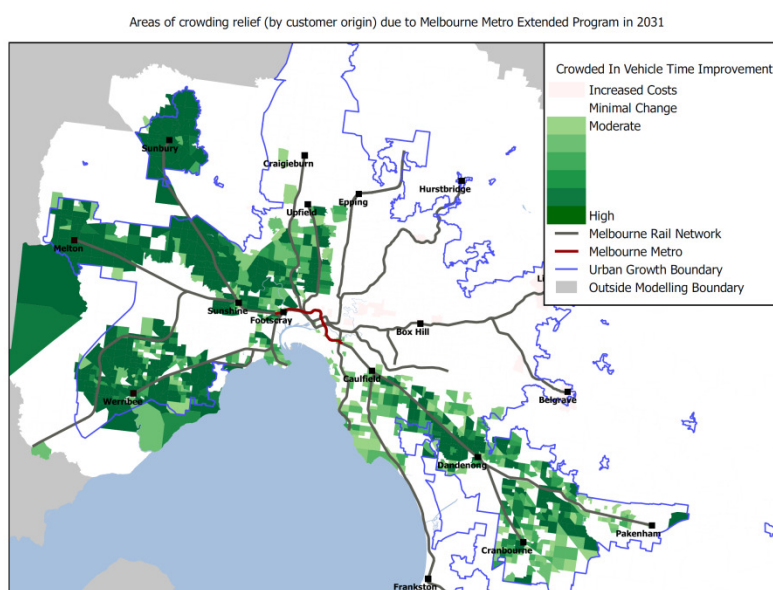 Areas of crowding relief (by customer origin) due to Melbourne Metro Extended Program in 2031
Crowded In Vehicle Time Improvement
Increased Costs
Minimal Change
Moderate
High
Melbourne Rail Network
Melbourne Metro
Urban Growth Boundary
Outside Modelling Boundary
Sunbury
Craigieburn
Epping
Hurstbridge
Upfield
Melton
Sunshine
Footscray
Li
Box Hill
Caulfield
Belgrave
Werribee
Dandenong
Pakenham
Cranbourne
Frankston